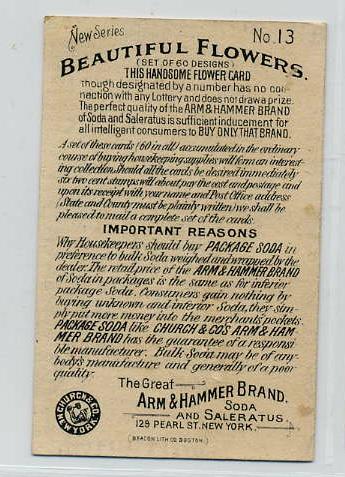 New Series No. 13
BEAUTIFUL FLOWERS.
(SET OF 60 DESIGNS)
THIS HANDSOME FLOWER CARD
though designated by a number has no con-
nection with any Lottery and does not draw a prize.
The perfect quality of the ARM & HAMMER BRAND
of Soda and Saleratus is sufficient inducement for
all intelligent consumers to BUY ONLY THAT BRAND.
A set of these cards (60 in all) accumulated in the ordinary
course of buying housekeeping supplies will form an interest-
ing collection. Should all the cards be desired immediately
six two cent stamps will about pay the cost and postage and
upon its receipt with your name and Post Office address
(State and County must be plainly written) we shall be
pleased to mail a complete set of the cards.
IMPORTANT REASONS
Why Housekeepers should buy PACKAGE SODA in
preference to bulk Soda weighed and wrapped by the
dealer. The retail price of the ARM & HAMMER BRAND
of Soda in packages is the same as for inferior
package Soda. Consumers gain nothing by
buying unknown and inferior Soda, they sim-
ply put more money into the merchants pockets.
PACKAGE SODA like CHURCH & CO'S ARM & HAM-
MER BRAND has the guarantee of a responsi-
ble manufacturer. Bulk Soda may be of any-
body's manufacture and generally of a poor
quality.
The Great
ARM & HAMMER BRAND.
SODA
AND SALERATUS.
129 PEARL ST. NEW YORK.
(BEACON LITH CO BOSTON.)
CHURCH & CO.
NEW YORK